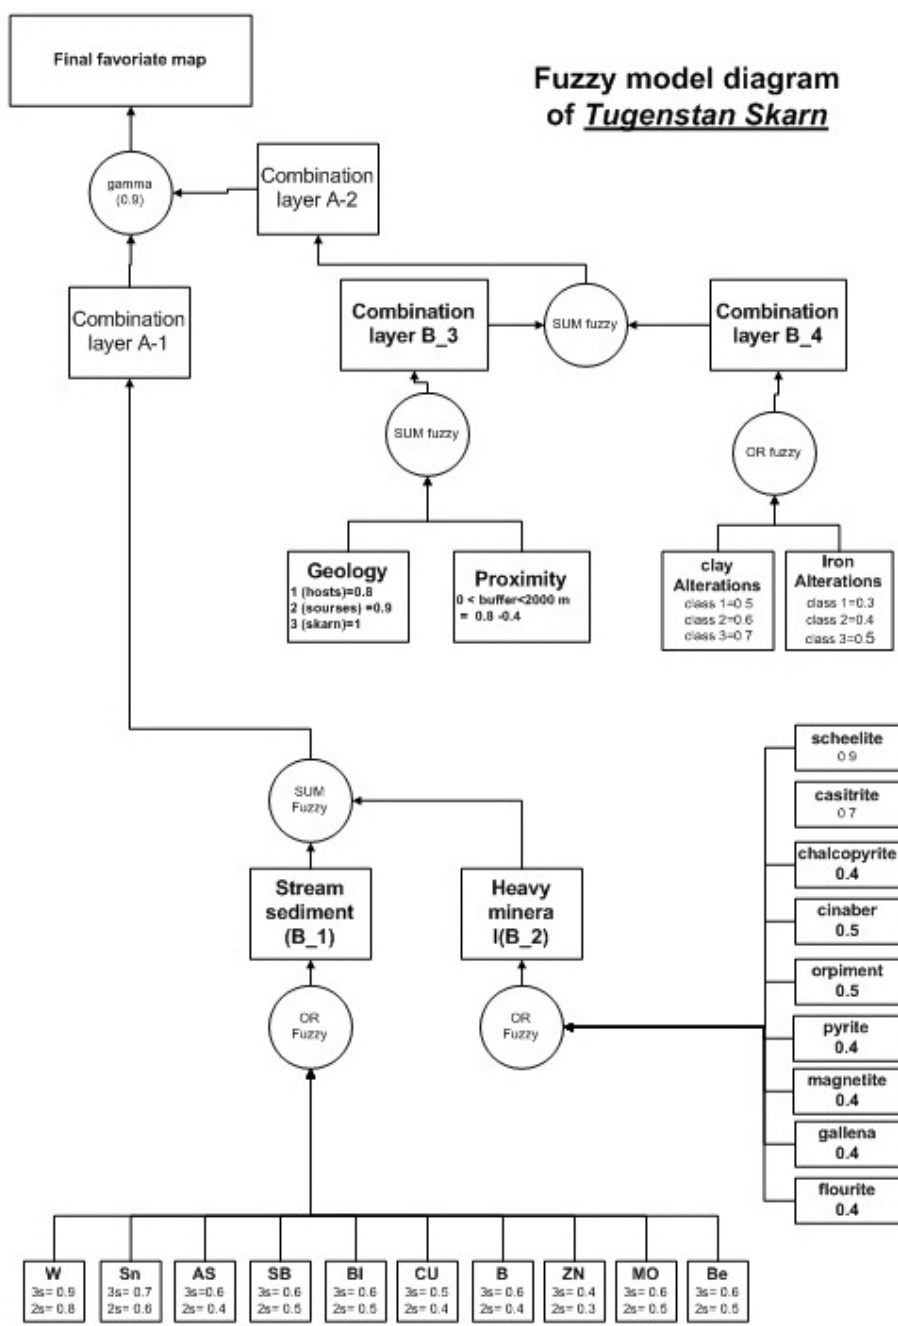 Final favoriate map
Fuzzy model diagram
of Tugenstan Skarn
gamma
(0.9)
Combination
layer A-2
Combination
layer A-1
Combination
layer B_3
SUM fuzzy
Combination
layer B_4
SUM fuzzy
OR fuzzy
Geology
1 (hosts)=0.8
2 (sourses) =0.9
3 (skarn)=1
Proximity
0 < buffer<2000 m
= 0.8 -0.4
clay
Alterations
class 1=0.5
class 2=0.6
class 3=0.7
Iron
Alterations
class 1=0.3
class 2=0.4
class 3=0.5
SUM
Fuzzy
Stream
sediment
(B_1)
Heavy
minera
l(B_2)
OR
Fuzzy
OR
Fuzzy
scheelite
0.9
casitrite
0.7
chalcopyrite
0.4
cinaber
0.5
orpiment
0.5
pyrite
0.4
magnetite
0.4
gallena
0.4
flourite
0.4
W
3s= 0.9
2s= 0.8
Sn
3s= 0.7
2s= 0.6
AS
3s=0.6
2s= 0.4
SB
3s= 0.6
2s= 0.5
BI
3s= 0.6
2s= 0.5
CU
3s= 0.5
2s= 0.4
B
3s= 0.6
2s= 0.4
ZN
3s= 0.4
2s= 0.3
MO
3s= 0.6
2s= 0.5
Be
3s= 0.6
2s= 0.5